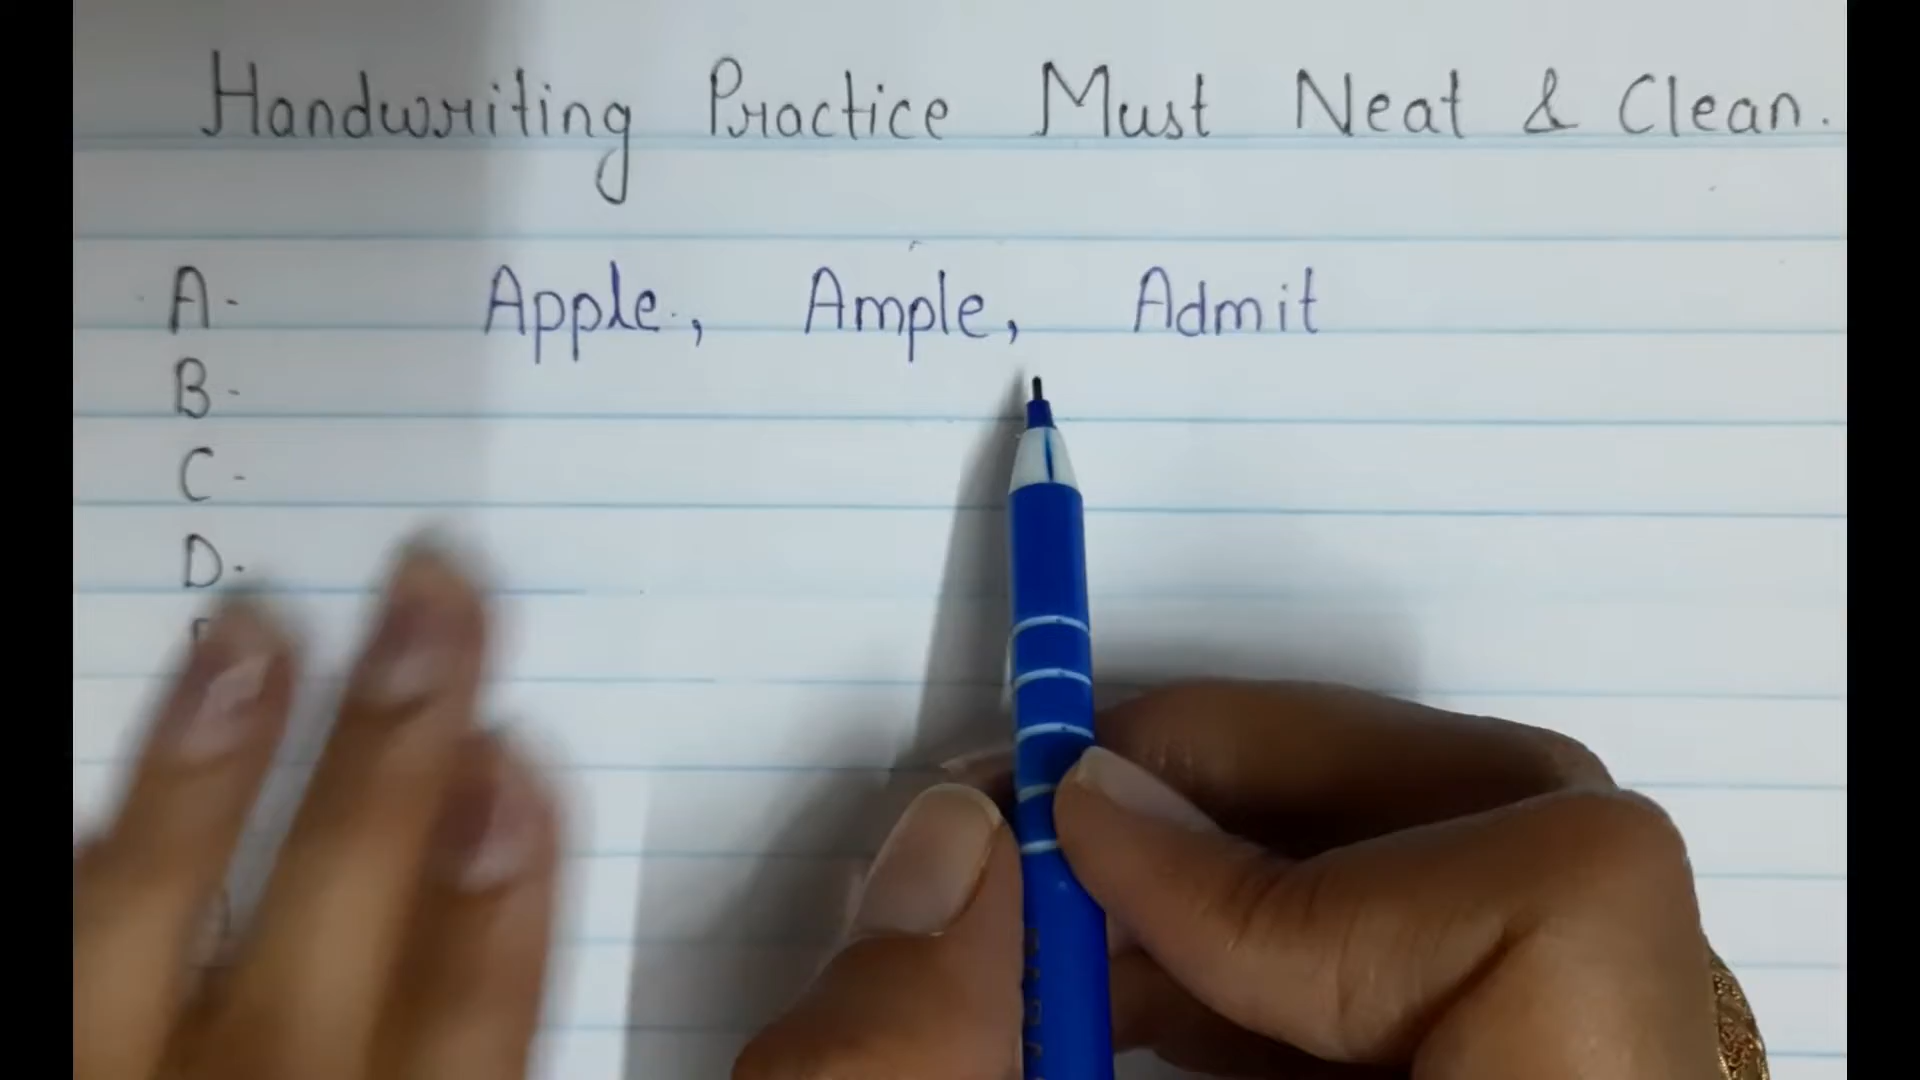 Handwriting Practice Must Neat & Clean.
A- Apple, Ample, Admit
B-
C-
D-